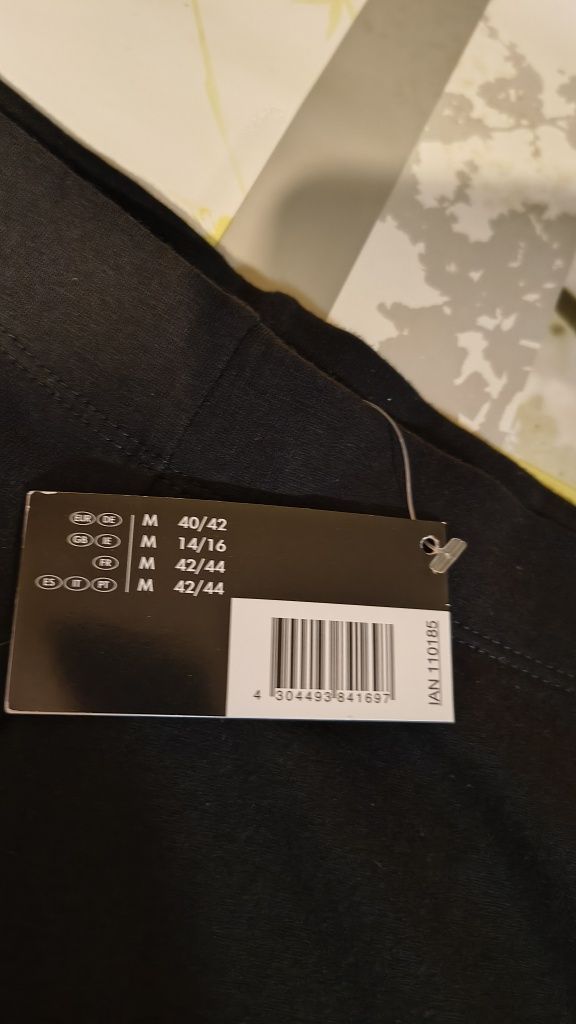 EUR DE M 40/42
GB IE M 14/16
FR M 42/44
ES IT PT M 42/44
4 304493 841697
IAN 110185